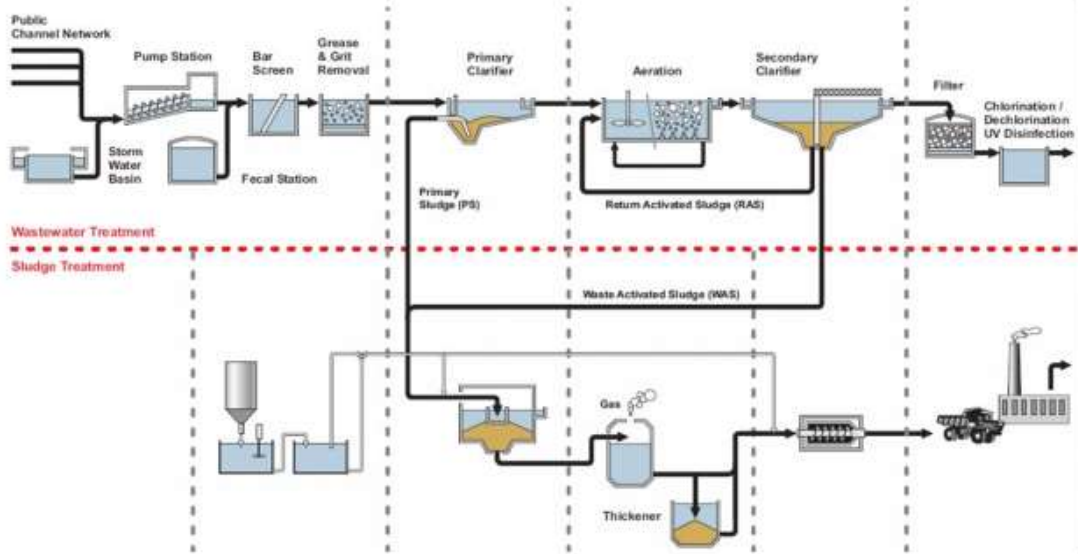 Public
Channel Network
Pump Station
Bar
Screen
Grease
& Grit
Removal
Primary
Clarifier
Aeration
Secondary
Clarifier
Filter
Chlorination /
Dechlorination
UV Disinfection
Storm
Water
Basin
Fecal Station
Primary
Sludge (PS)
Return Activated Sludge (RAS)
Wastewater Treatment
Sludge Treatment
Waste Activated Sludge (WAS)
Gas
Thickener